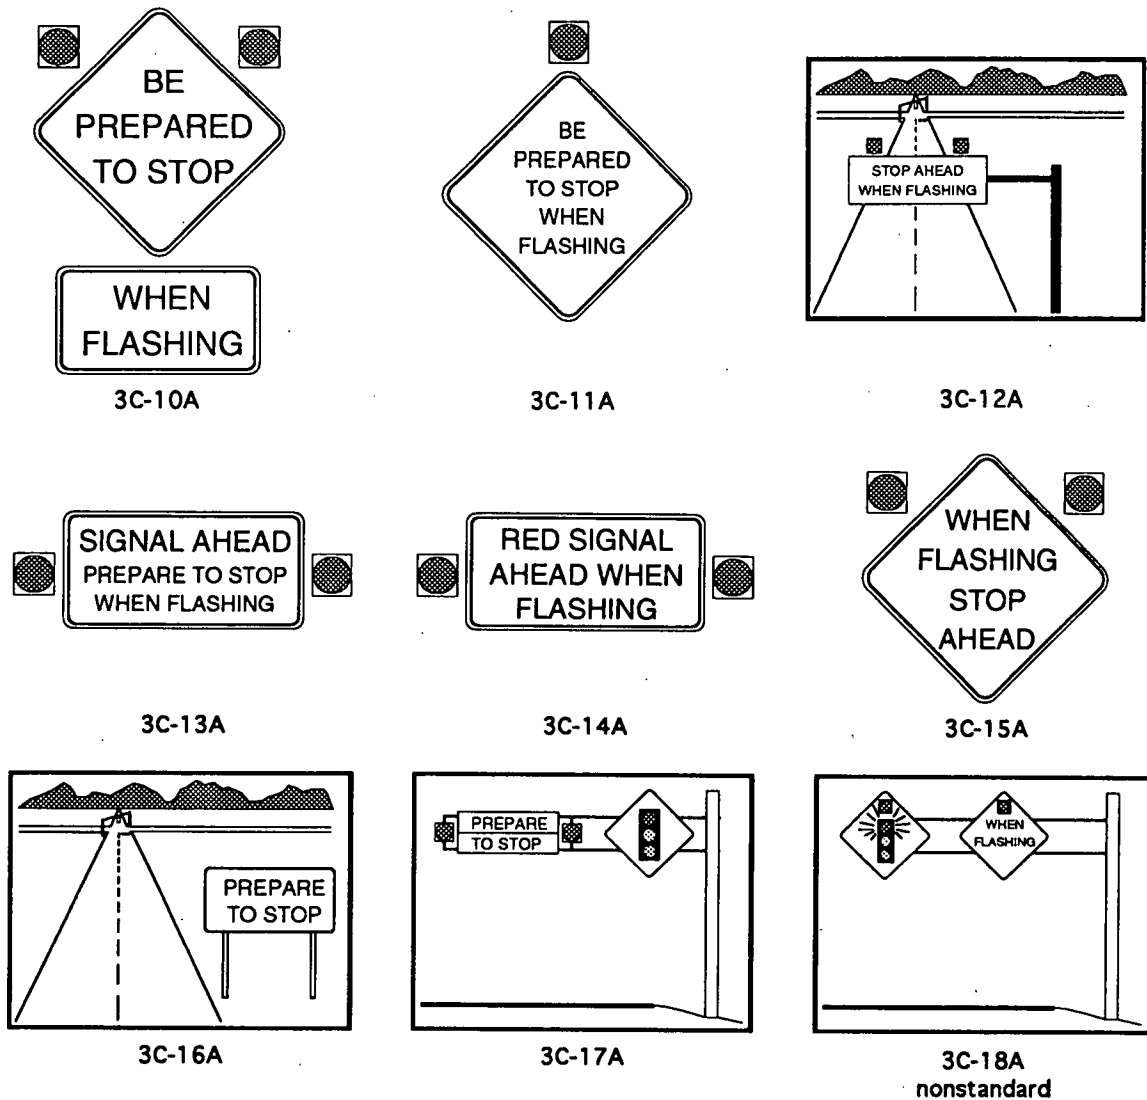 BE
PREPARED
TO STOP
WHEN
FLASHING
3C-10A
BE
PREPARED
TO STOP
WHEN
FLASHING
3C-11A
STOP AHEAD
WHEN FLASHING
3C-12A
SIGNAL AHEAD
PREPARE TO STOP
WHEN FLASHING
3C-13A
RED SIGNAL
AHEAD WHEN
FLASHING
3C-14A
WHEN
FLASHING
STOP
AHEAD
3C-15A
PREPARE
TO STOP
3C-16A
PREPARE
TO STOP
3C-17A
WHEN
FLASHING
3C-18A
nonstandard